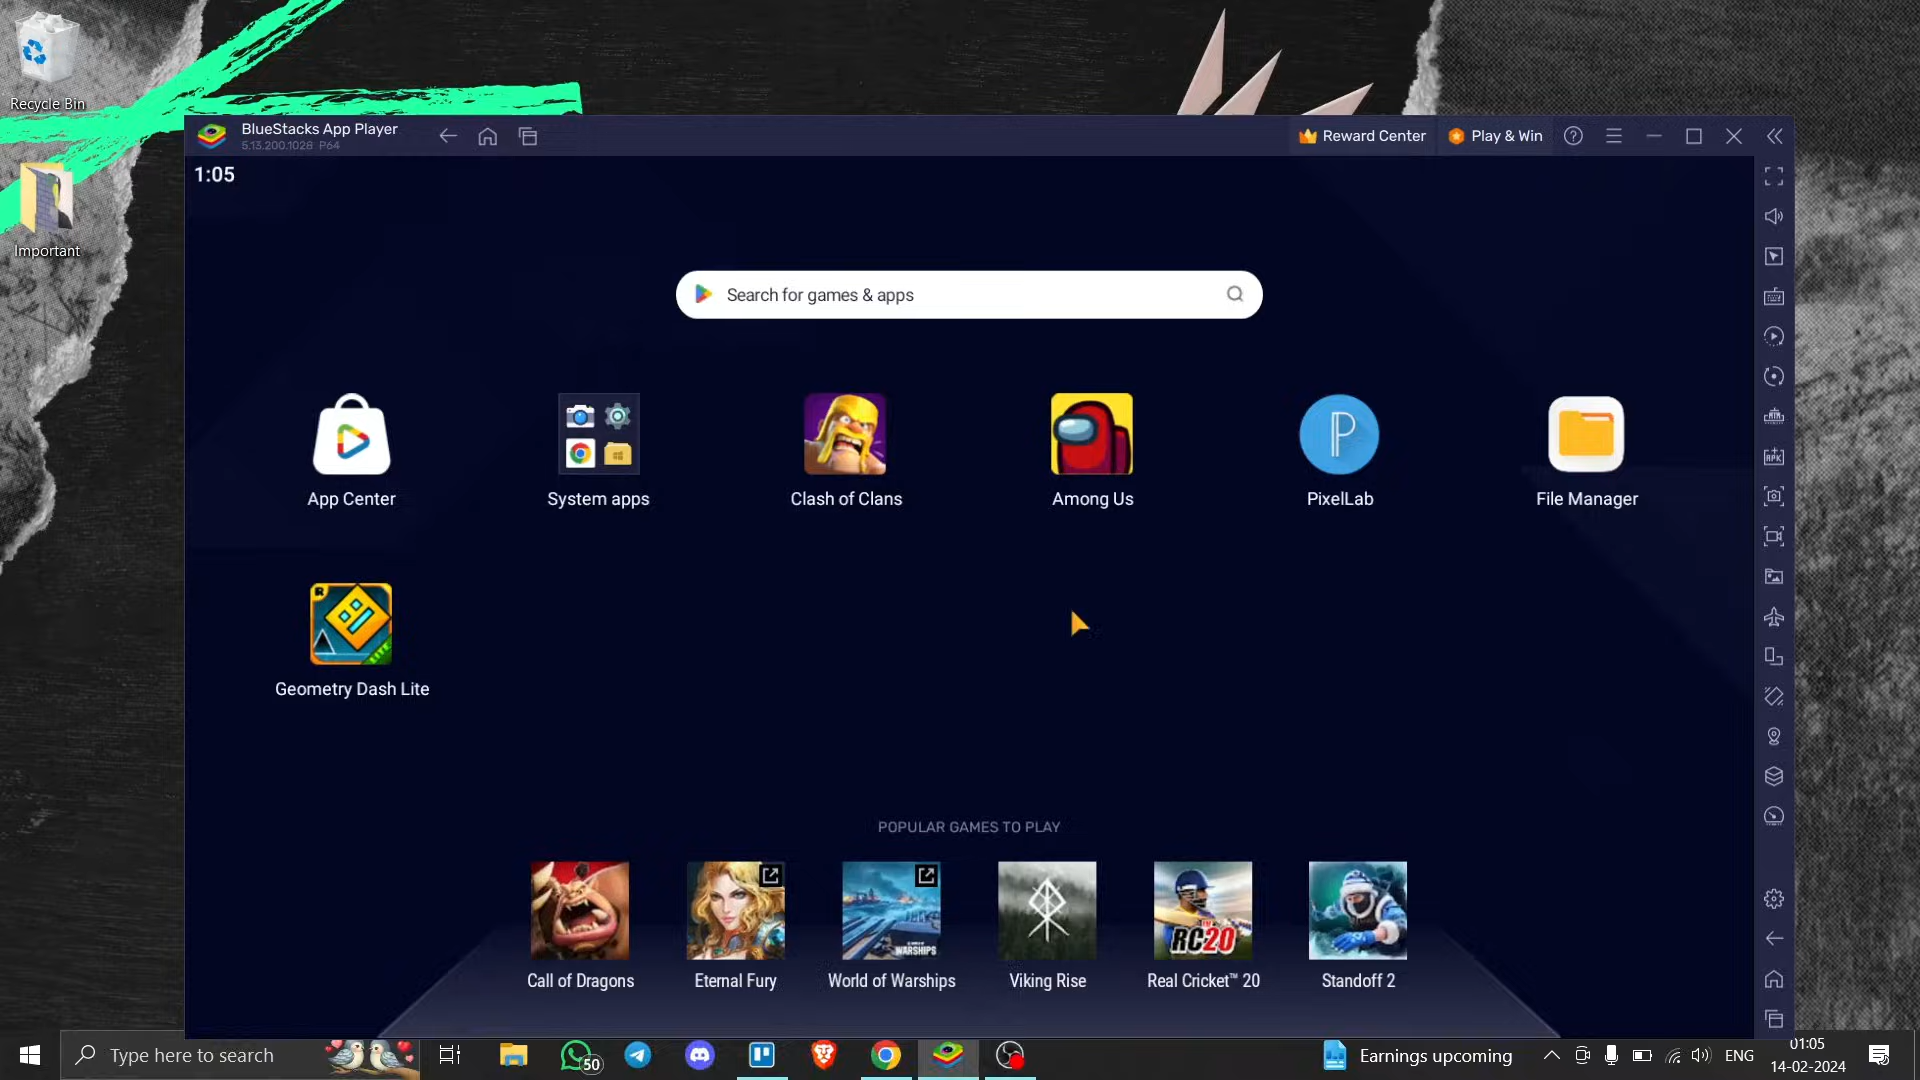 Recycle Bin
Important
BlueStacks App Player
5.13.200.1028 P64
Reward Center
Play & Win
1:05
Search for games & apps
App Center
System apps
Clash of Clans
Among Us
PixelLab
File Manager
Geometry Dash Lite
POPULAR GAMES TO PLAY
WARSHIPS
RC20
Call of Dragons
Eternal Fury
World of Warships
Viking Rise
Real Cricket™ 20
Standoff 2
Type here to search
50
Earnings upcoming
ENG
01:05
14-02-2024